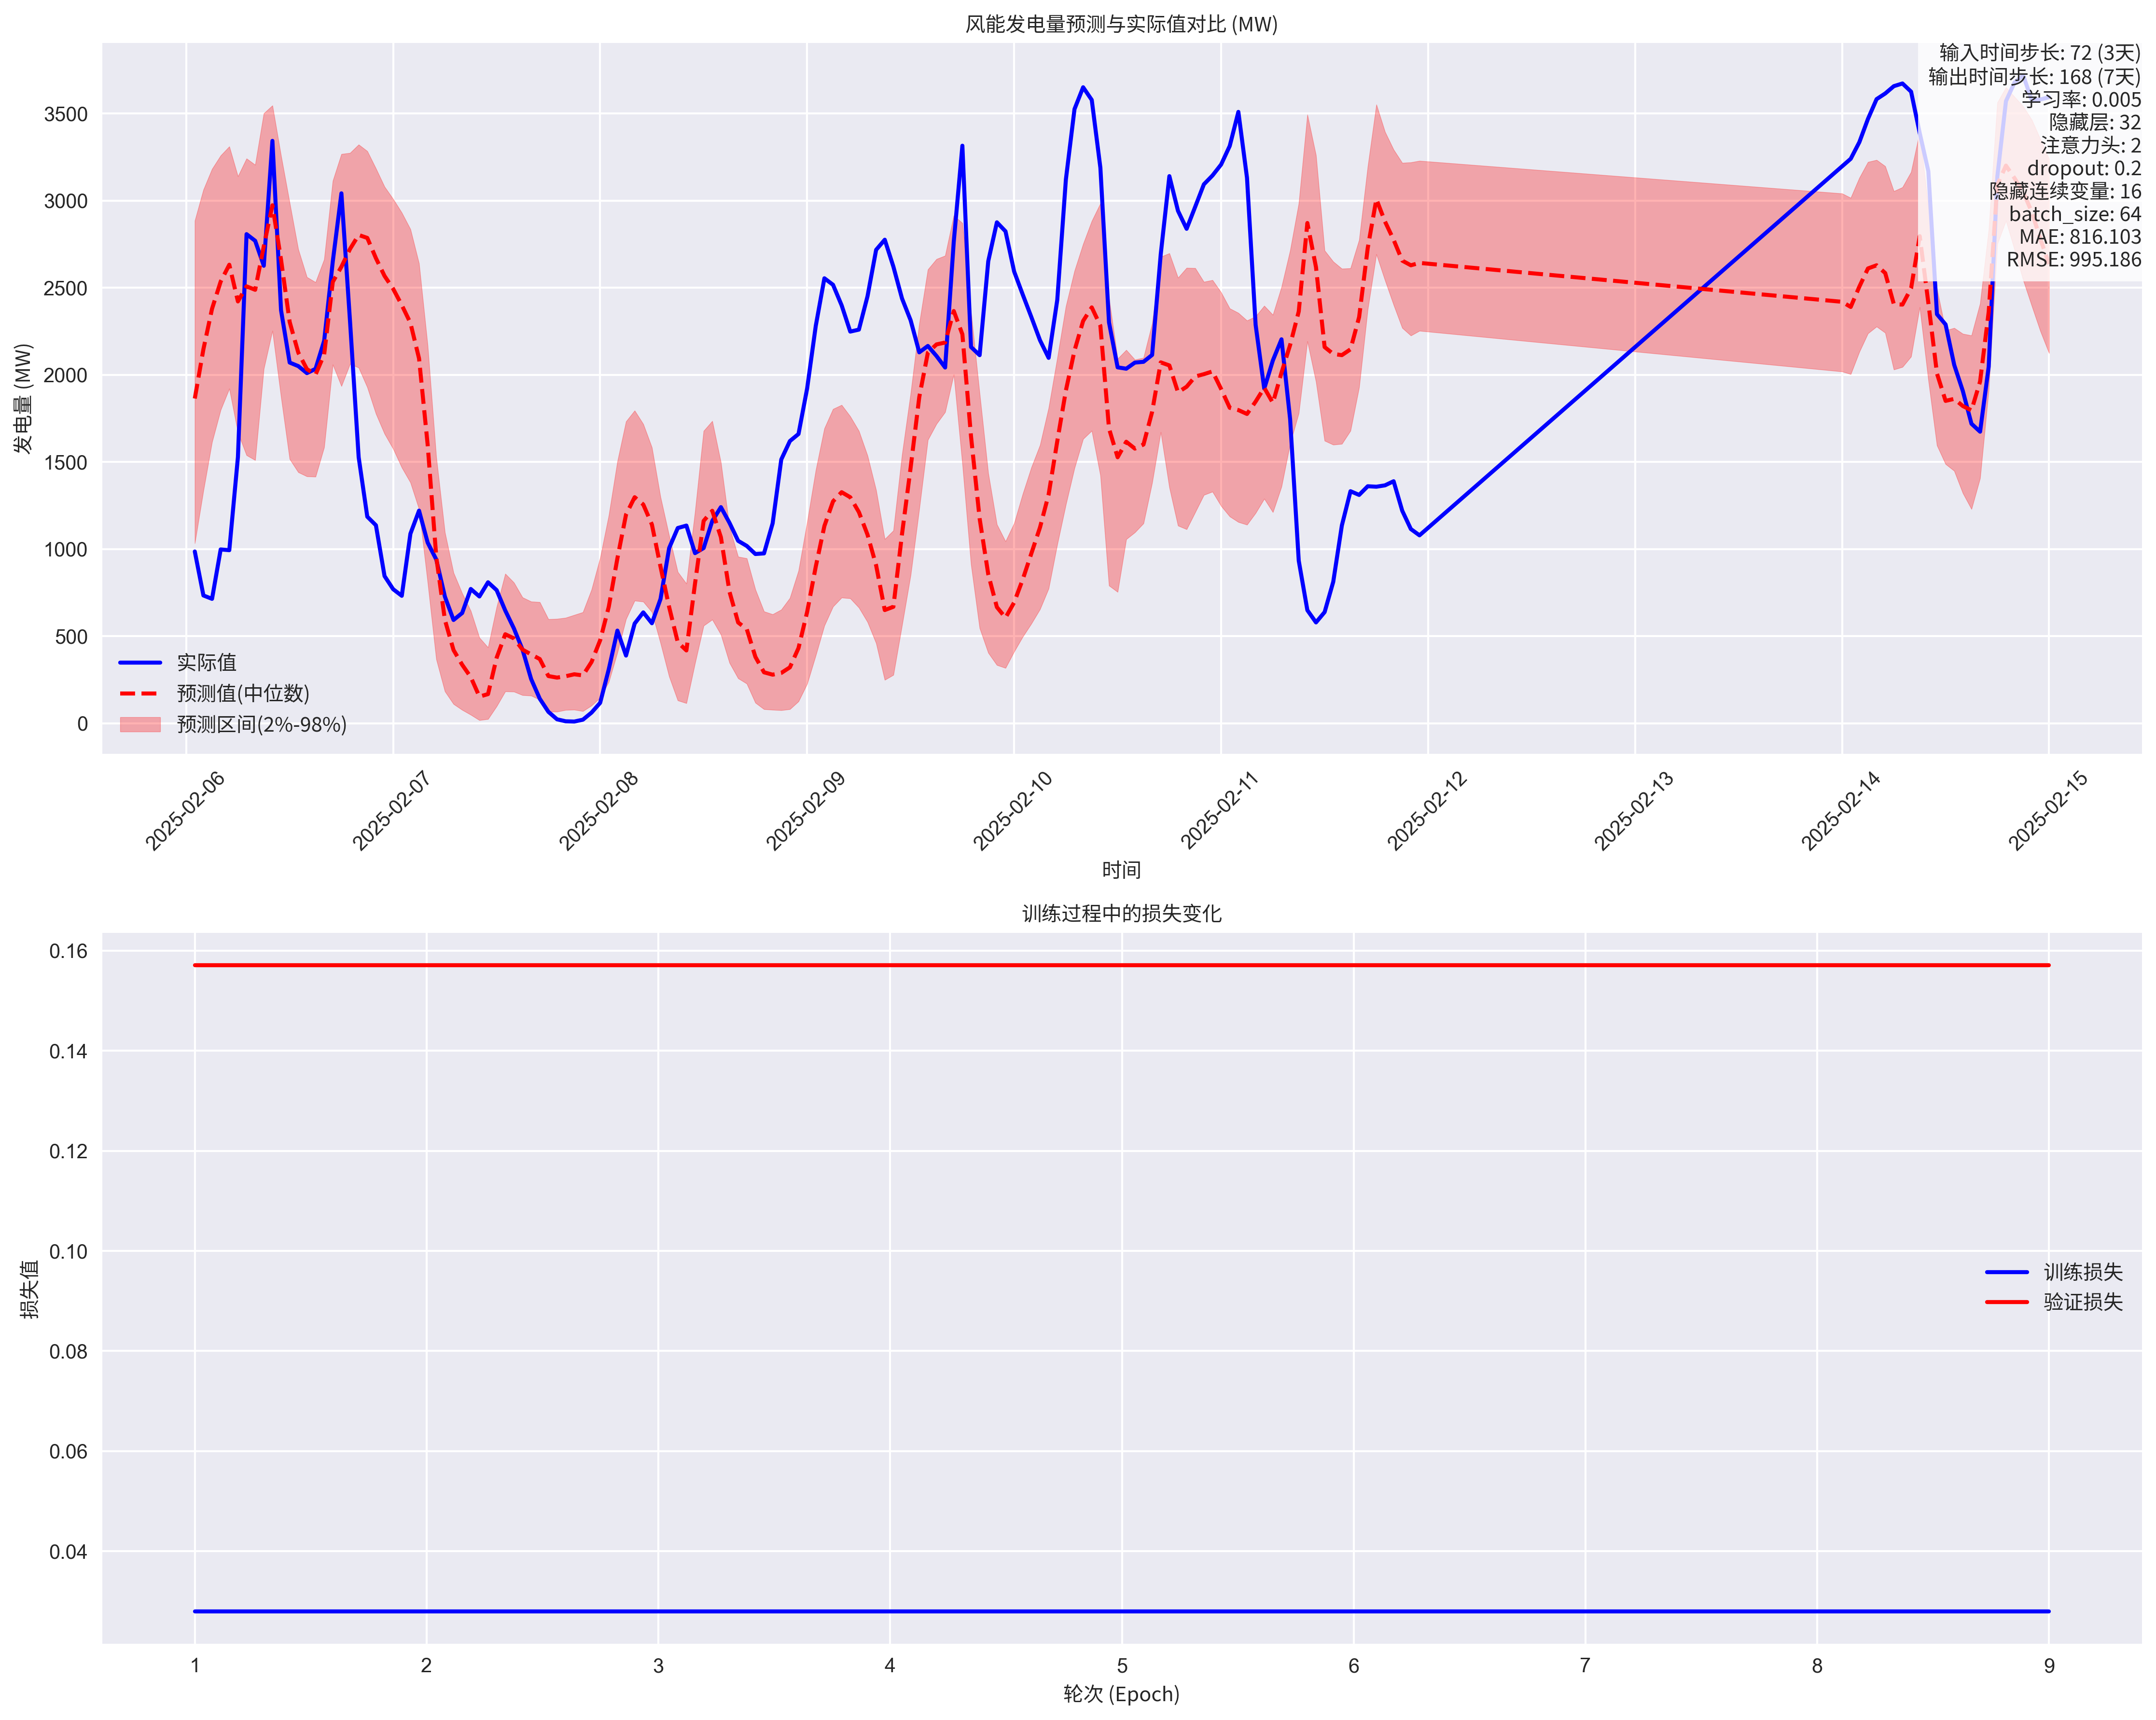 风能发电量预测与实际值对比 (MW)
输入时间步长: 72 (3天)
输出时间步长: 168 (7天)
学习率: 0.005
隐藏层: 32
注意力头: 2
dropout: 0.2
隐藏连续变量: 16
batch_size: 64
MAE: 816.103
RMSE: 995.186
发电量 (MW)
3500
3000
2500
2000
1500
1000
500
0
实际值
预测值(中位数)
预测区间(2%-98%)
2025-02-06
2025-02-07
2025-02-08
2025-02-09
2025-02-10
2025-02-11
2025-02-12
2025-02-13
2025-02-14
2025-02-15
时间
训练过程中的损失变化
损失值
0.16
0.14
0.12
0.10
0.08
0.06
0.04
训练损失
验证损失
1 2 3 4 5 6 7 8 9
轮次 (Epoch)